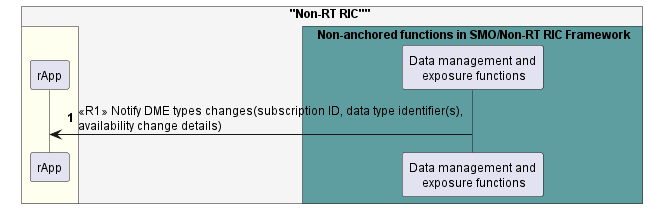 "Non-RT RIC""
Non-anchored functions in SMO/Non-RT RIC Framework
rApp
Data management and
exposure functions
1
«R1» Notify DME types changes(subscription ID, data type identifier(s),
availability change details)
rApp
Data management and
exposure functions